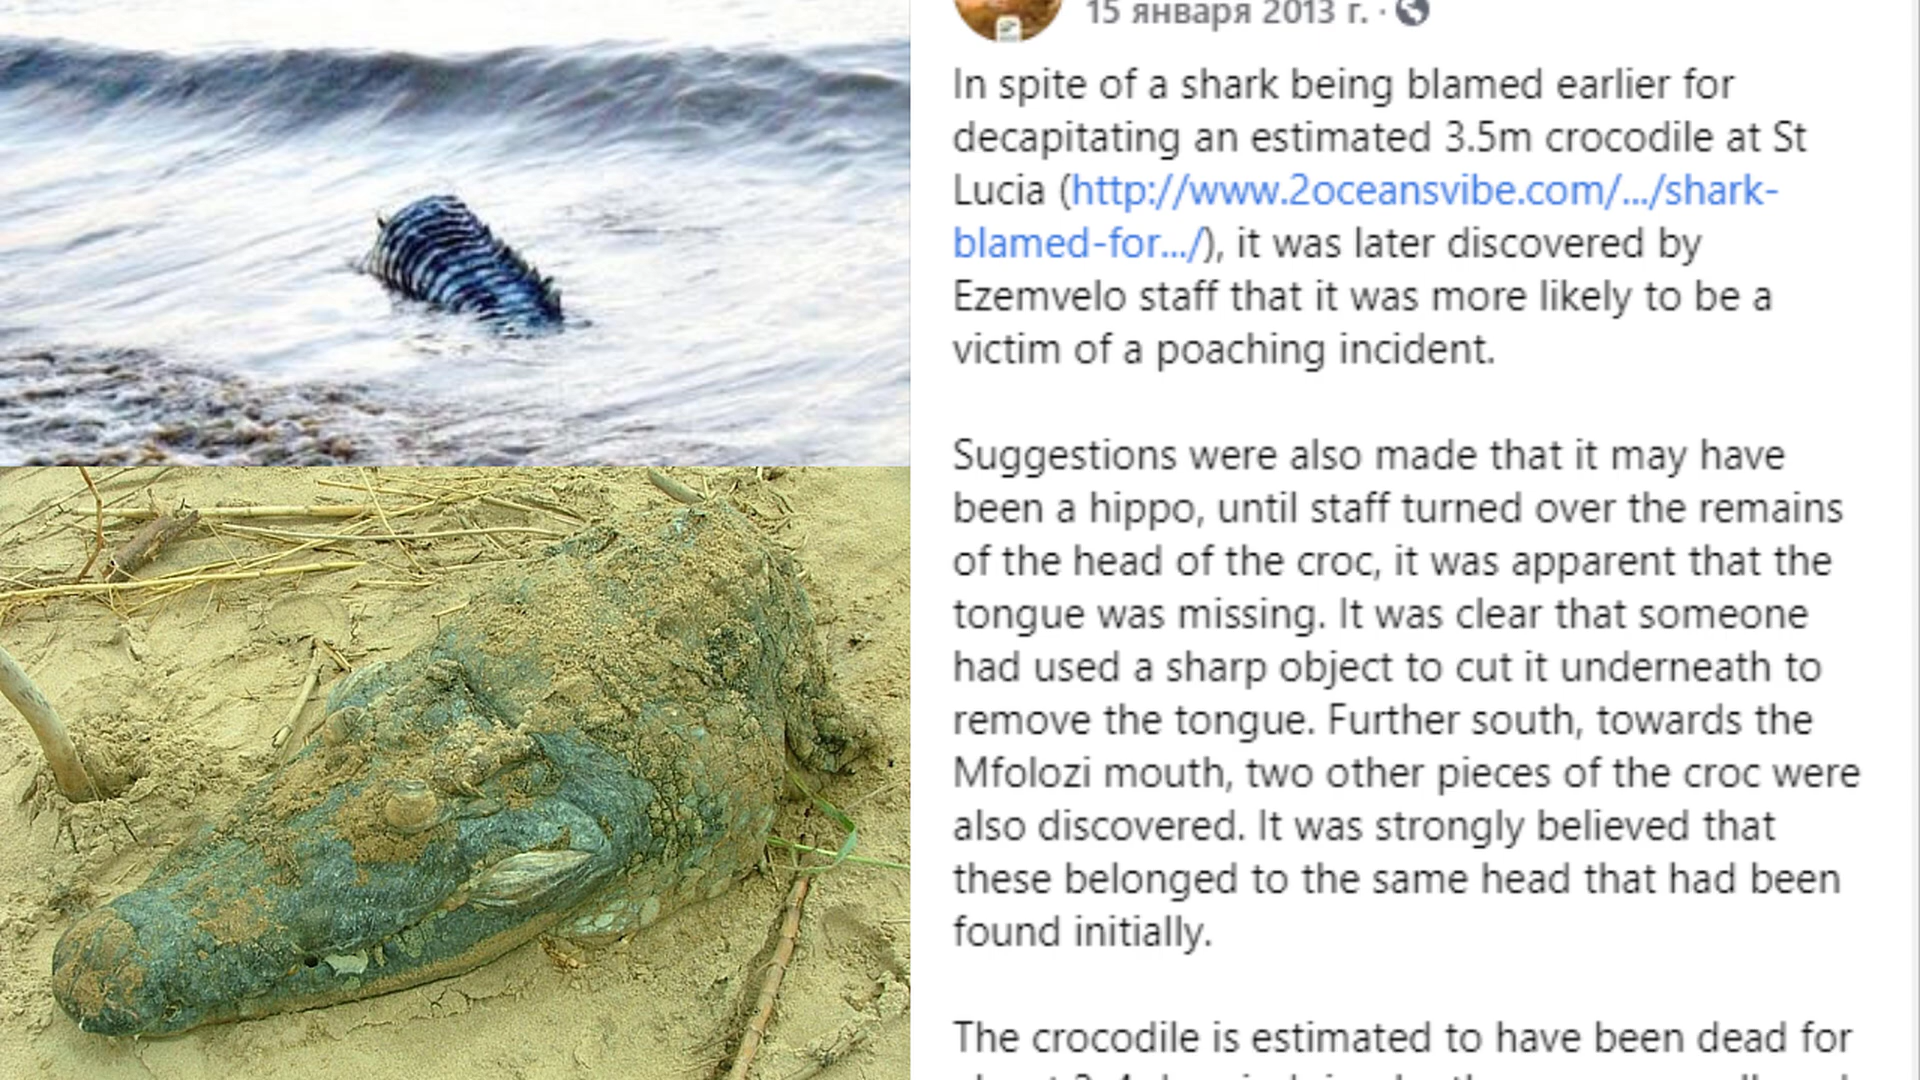 15 января 2013 г. ·
In spite of a shark being blamed earlier for
decapitating an estimated 3.5m crocodile at St
Lucia (http://www.2oceansvibe.com/.../shark-
blamed-for.../), it was later discovered by
Ezemvelo staff that it was more likely to be a
victim of a poaching incident.
Suggestions were also made that it may have
been a hippo, until staff turned over the remains
of the head of the croc, it was apparent that the
tongue was missing. It was clear that someone
had used a sharp object to cut it underneath to
remove the tongue. Further south, towards the
Mfolozi mouth, two other pieces of the croc were
also discovered. It was strongly believed that
these belonged to the same head that had been
found initially.
The crocodile is estimated to have been dead for